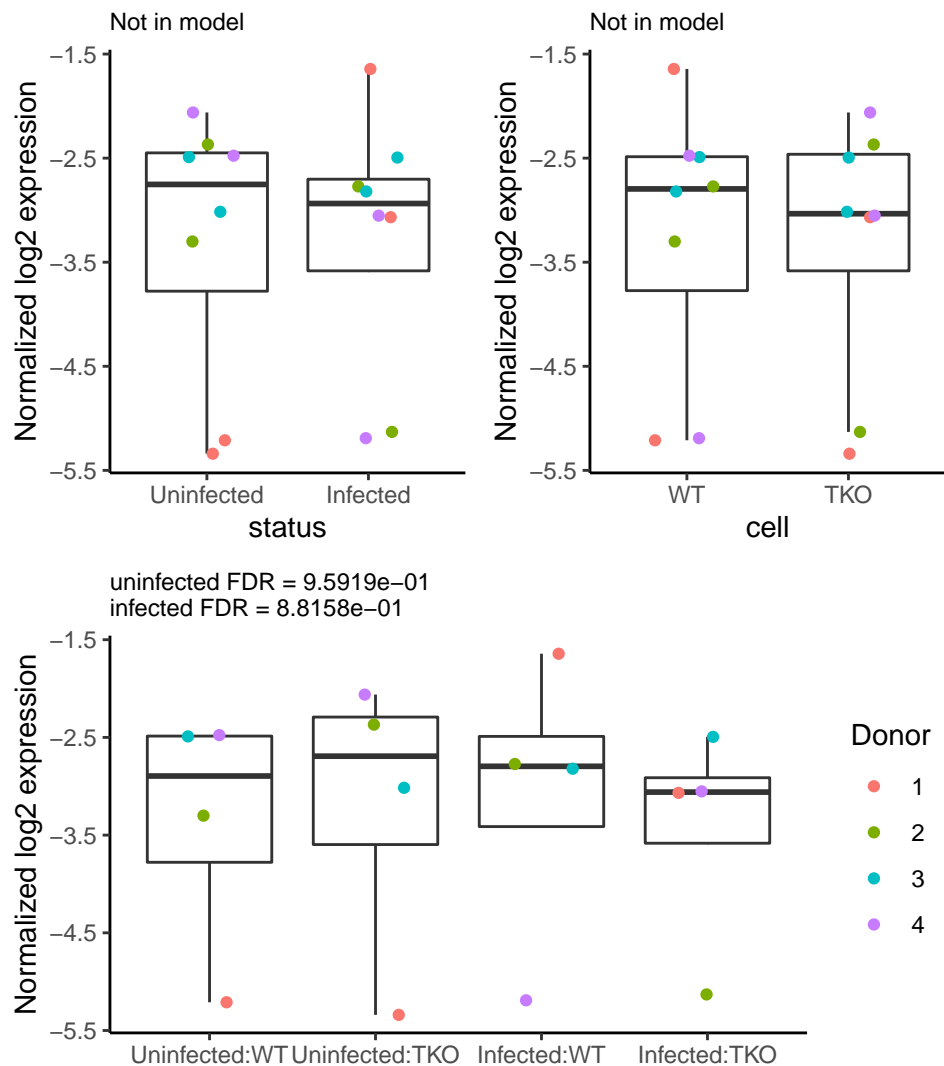 Not in model
Normalized log2 expression
−1.5
−2.5
−3.5
−4.5
−5.5
Uninfected Infected
status
Not in model
Normalized log2 expression
−1.5
−2.5
−3.5
−4.5
−5.5
WT TKO
cell
uninfected FDR = 9.5919e−01
infected FDR = 8.8158e−01
Normalized log2 expression
−1.5
−2.5
−3.5
−4.5
−5.5
Uninfected:WT Uninfected:TKO Infected:WT Infected:TKO
Donor
1
2
3
4